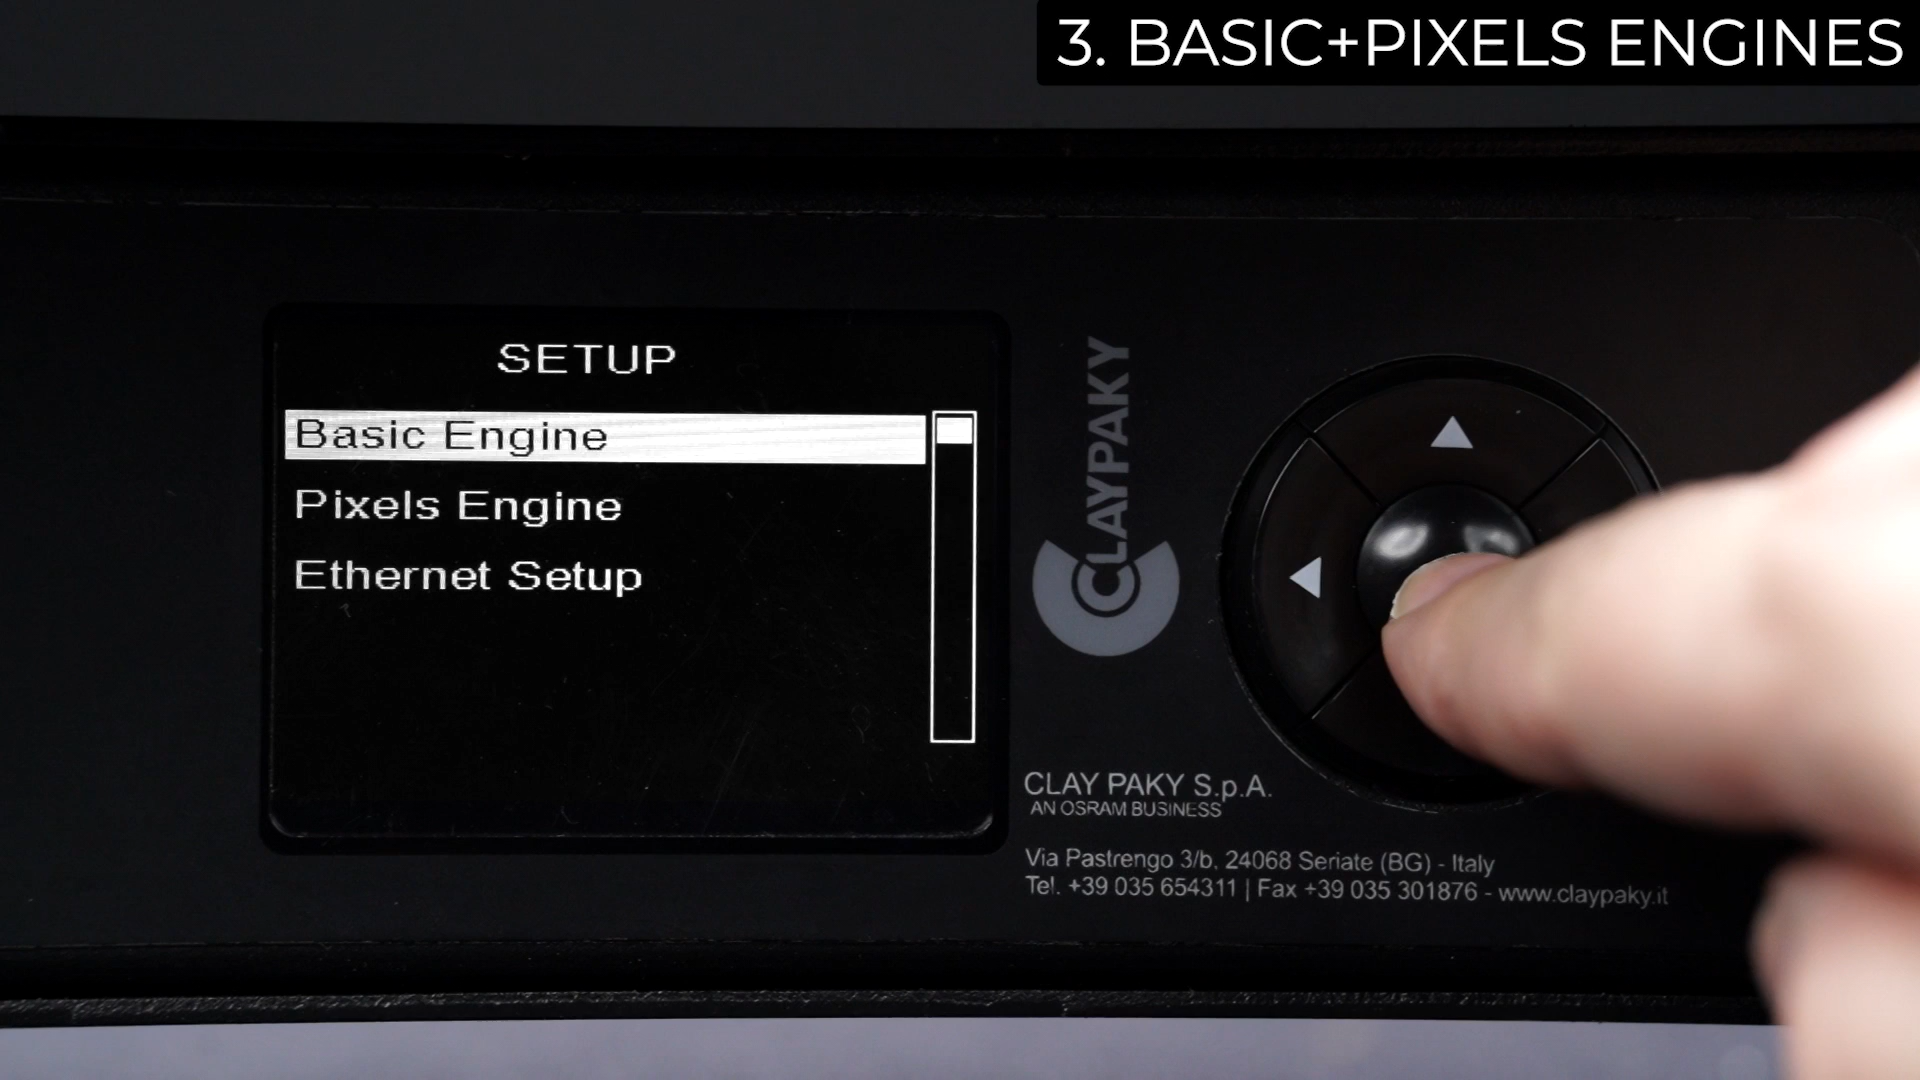 3. BASIC+PIXELS ENGINES
SETUP
Basic Engine
Pixels Engine
Ethernet Setup
CLAYPAKY
CLAY PAKY S.p.A.
AN OSRAM BUSINESS
Via Pastrengo 3/b, 24068 Seriate (BG) - Italy
Tel. +39 035 654311 | Fax +39 035 301876 - www.claypaky.it